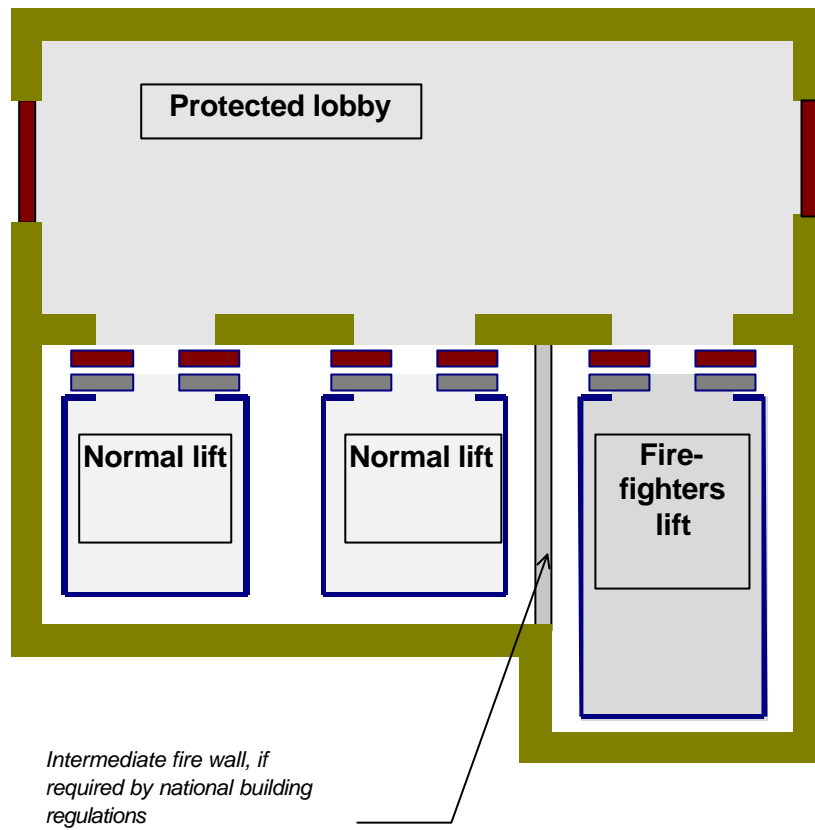 Protected lobby
Normal lift
Normal lift
Fire-
fighters
lift
Intermediate fire wall, if
required by national building
regulations